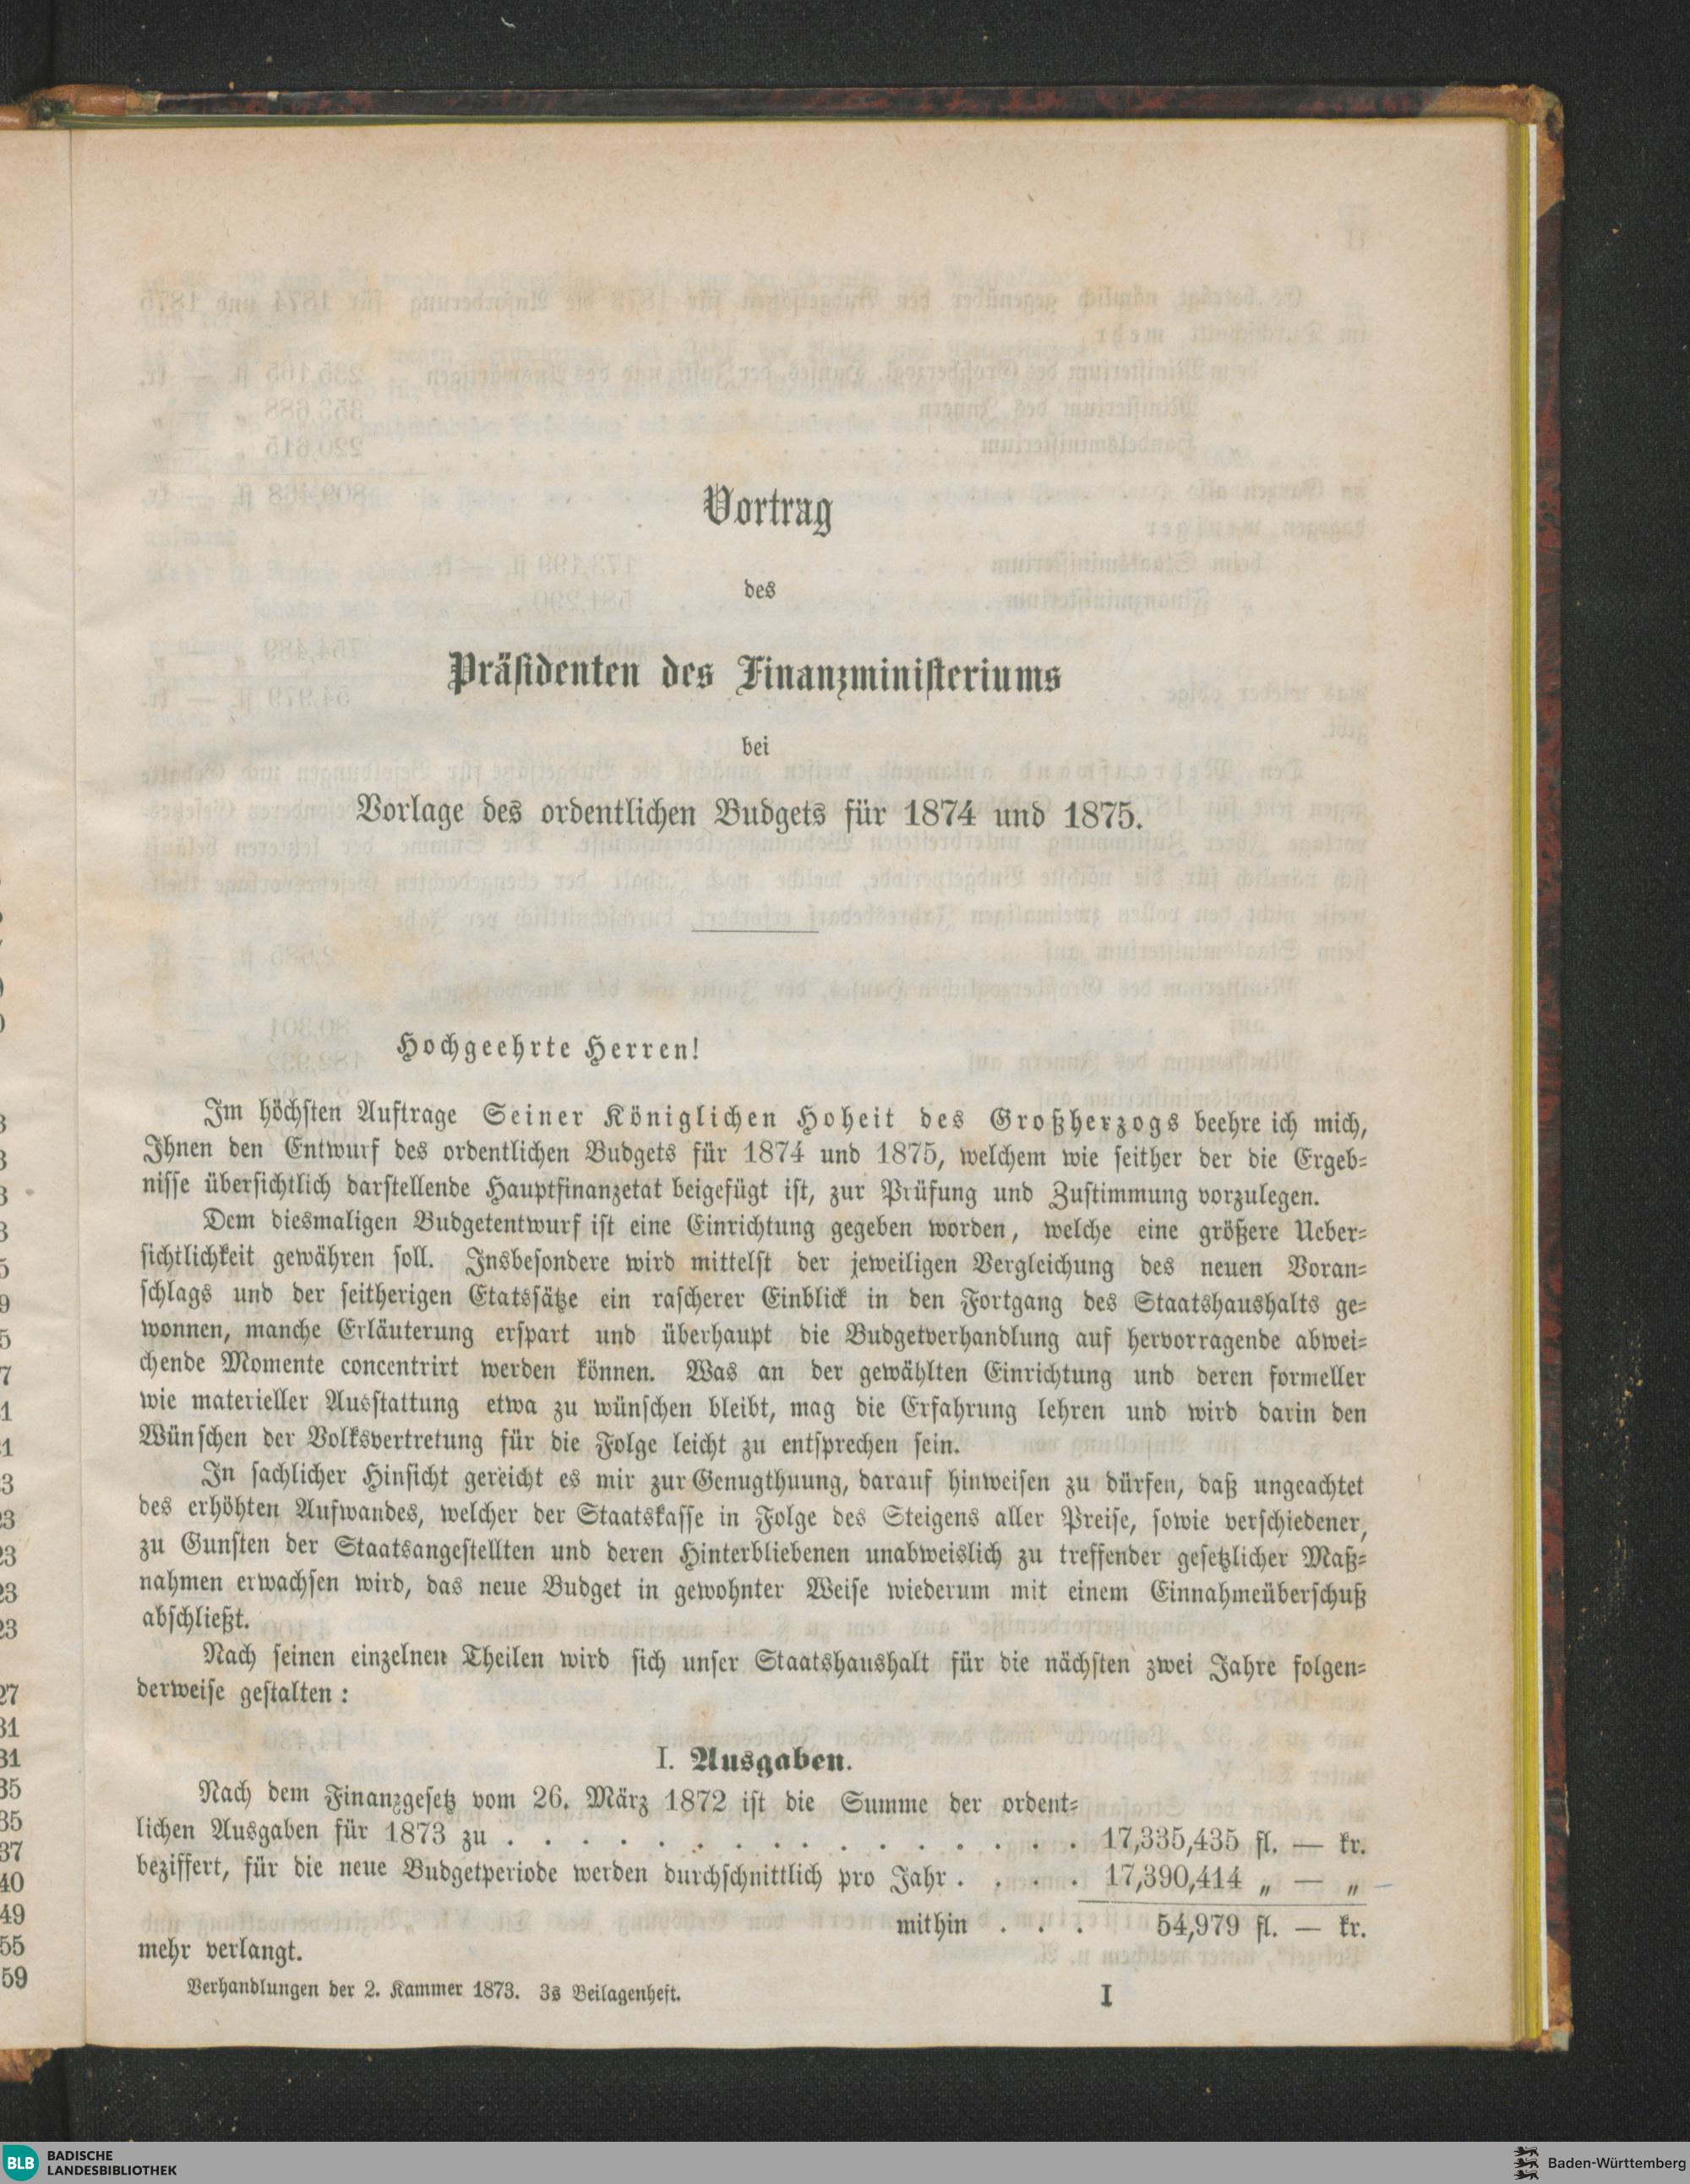 Vortrag
des
Präsidenten des Finanzministeriums
bei
Vorlage des ordentlichen Budgets für 1874 und 1875.
Hochgeehrte Herren!
Im höchsten Auftrage Seiner Königlichen Hoheit des Großherzogs beehre ich mich,
Ihnen den Entwurf des ordentlichen Budgets für 1874 und 1875, welchem wie seither der die Ergeb-
nisse übersichtlich darstellende Hauptfinanzetat beigefügt ist, zur Prüfung und Zustimmung vorzulegen.
Dem diesmaligen Budgetentwurf ist eine Einrichtung gegeben worden, welche eine größere Ueber-
sichtlichkeit gewähren soll. Insbesondere wird mittelst der jeweiligen Vergleichung des neuen Voran-
schlags und der seitherigen Etatssätze ein rascherer Einblick in den Fortgang des Staatshaushalts ge-
wonnen, manche Erläuterung erspart und überhaupt die Budgetverhandlung auf hervorragende abwei-
chende Momente concentrirt werden können. Was an der gewählten Einrichtung und deren formeller
wie materieller Ausstattung etwa zu wünschen bleibt, mag die Erfahrung lehren und wird darin den
Wünschen der Volksvertretung für die Folge leicht zu entsprechen sein.
In sachlicher Hinsicht gereicht es mir zur Genugthuung, darauf hinweisen zu dürfen, daß ungeachtet
des erhöhten Aufwandes, welcher der Staatskasse in Folge des Steigens aller Preise, sowie verschiedener,
zu Gunsten der Staatsangestellten und deren Hinterbliebenen unabweislich zu treffender gesetzlicher Maß-
nahmen erwachsen wird, das neue Budget in gewohnter Weise wiederum mit einem Einnahmeüberschuß
abschließt.
Nach seinen einzelnen Theilen wird sich unser Staatshaushalt für die nächsten zwei Jahre folgen-
derweise gestalten:
I. Ausgaben.
Nach dem Finanzgesetz vom 26. März 1872 ist die Summe der ordent-
lichen Ausgaben für 1873 zu . . . . . . . . . . . . . . . . 17,335,435 fl. — kr.
beziffert, für die neue Budgetperiode werden durchschnittlich pro Jahr . . . . 17,390,414 „ — „
mithin . . . 54,979 fl. — kr.
mehr verlangt.
Verhandlungen der 2. Kammer 1873. 3s Beilagenheft. I
BLB BADISCHE
LANDESBIBLIOTHEK
Baden-Württemberg